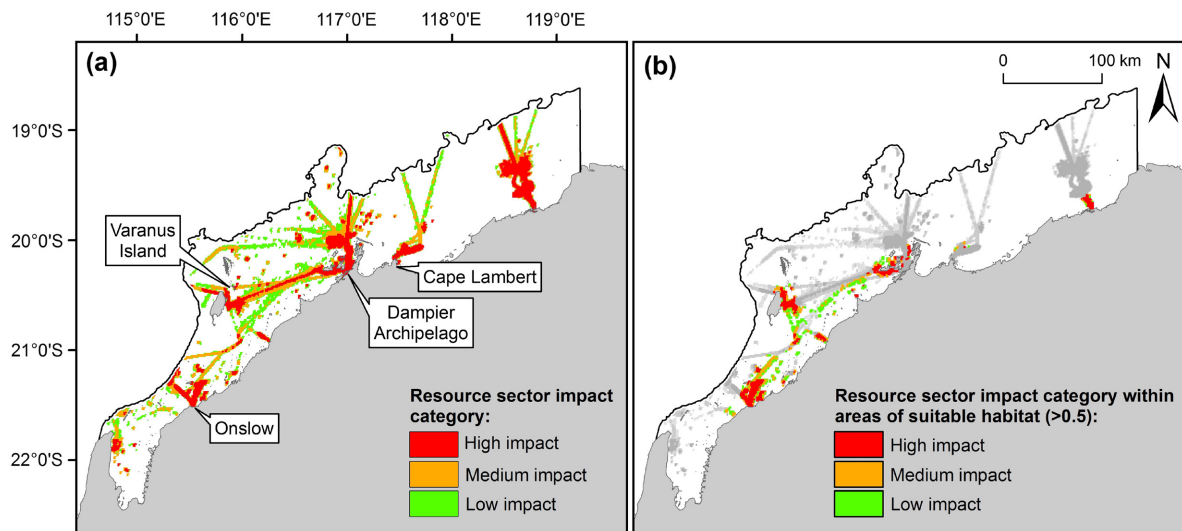 115°0'E 116°0'E 117°0'E 118°0'E 119°0'E
(a)
(b)
0 100 km
N
19°0'S
20°0'S
21°0'S
22°0'S
Varanus
Island
Cape Lambert
Dampier
Archipelago
Onslow
Resource sector impact
category:
High impact
Medium impact
Low impact
Resource sector impact category within
areas of suitable habitat (>0.5):
High impact
Medium impact
Low impact